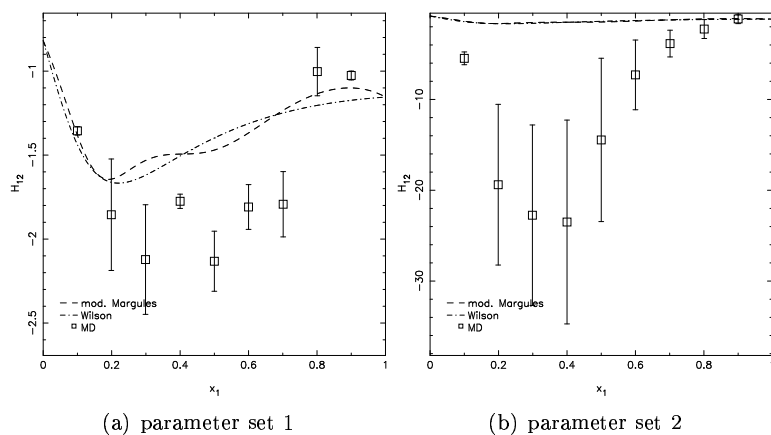 −1
−1.5
−2
−2.5
H12
mod. Margules
Wilson
MD
0 0.2 0.4 0.6 0.8 1
x1
(a) parameter set 1
−10
−20
−30
H12
mod. Margules
Wilson
MD
0 0.2 0.4 0.6 0.8 1
x1
(b) parameter set 2